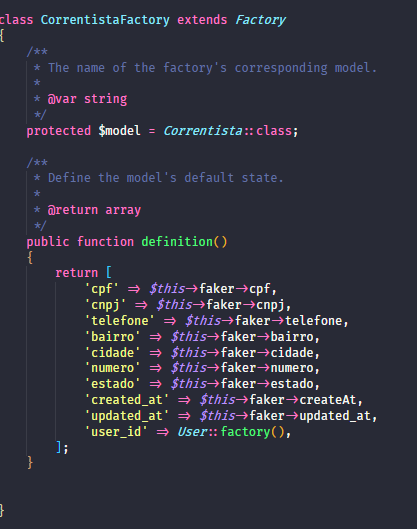 class CorrentistaFactory extends Factory
{
    /**
     * The name of the factory's corresponding model.
     *
     * @var string
     */
    protected $model = Correntista::class;

    /**
     * Define the model's default state.
     *
     * @return array
     */
    public function definition()
    {
        return [
            'cpf' => $this->faker->cpf,
            'cnpj' => $this->faker->cnpj,
            'telefone' => $this->faker->telefone,
            'bairro' => $this->faker->bairro,
            'cidade' => $this->faker->cidade,
            'numero' => $this->faker->numero,
            'estado' => $this->faker->estado,
            'created_at' => $this->faker->createAt,
            'updated_at' => $this->faker->updated_at,
            'user_id' => User::factory(),
        ];
    }
}